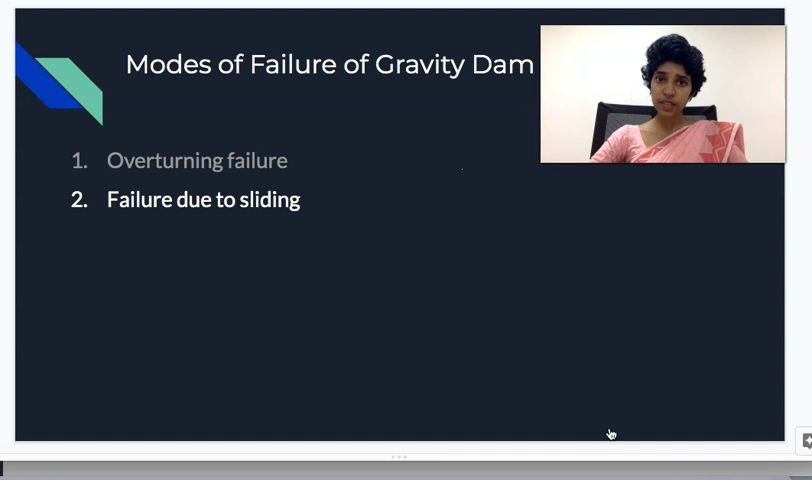 Modes of Failure of Gravity Dam
1. Overturning failure
2. Failure due to sliding